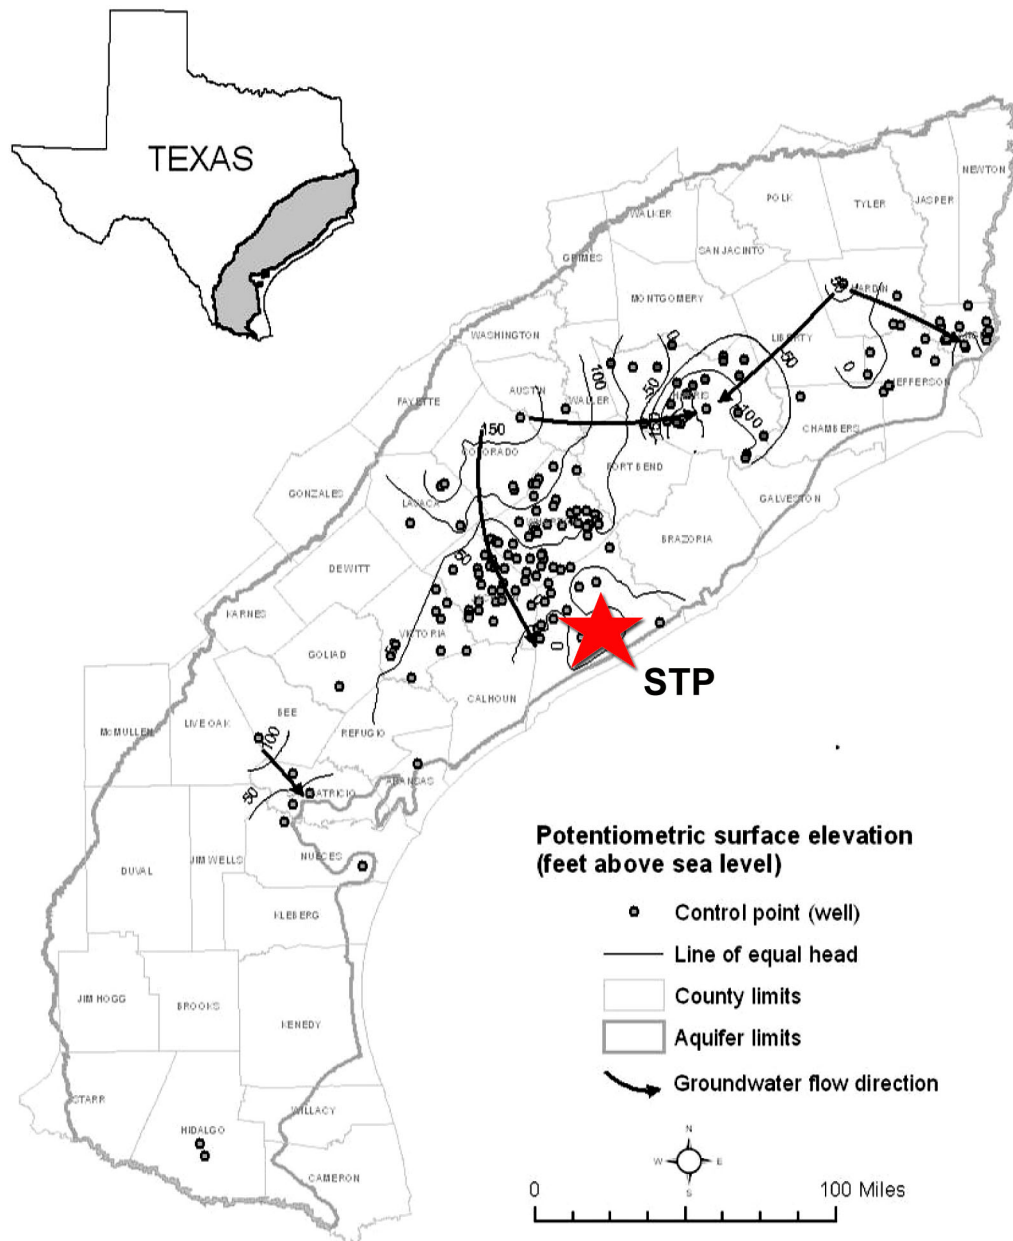 TEXAS
NEWTON
POLK
TYLER
JASPER
WALKER
SAN JACINTO
GRIMES
HARDIN
MONTGOMERY
WASHINGTON
0
LIBERTY
50
100
-50
0
AUSTIN
WALLER
HARRIS
JEFFERSON
FAYETTE
-100
150
CHAMBERS
COLORADO
FORT BEND
GONZALES
LAVACA
GALVESTON
BRAZORIA
50
DEWITT
KARNES
VICTORIA
GOLIAD
0
STP
CALHOUN
BEE
LIVE OAK
McMULLEN
REFUGIO
100
ARANSAS
50
NUECES
JIM WELLS
DUVAL
KLEBERG
JIM HOGG
BROOKS
KENEDY
STARR
WILLACY
HIDALGO
CAMERON
Potentiometric surface elevation
(feet above sea level)
Control point (well)
Line of equal head
County limits
Aquifer limits
Groundwater flow direction
N
W E
S
0 100 Miles